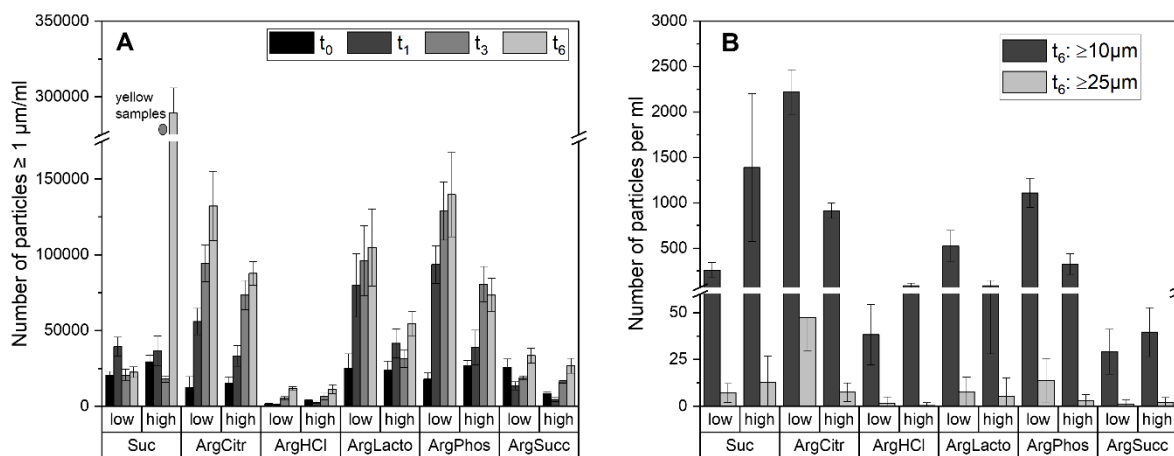 A
t0 t1 t3 t6
yellow
samples
Number of particles ≥ 1 µm/ml
350000
300000
150000
100000
50000
0
low high low high low high low high low high low high
Suc ArgCitr ArgHCl ArgLacto ArgPhos ArgSucc
B
t6: ≥10µm
t6: ≥25µm
Number of particles per ml
3000
2500
2000
1500
1000
500
50
25
0
low high low high low high low high low high low high
Suc ArgCitr ArgHCl ArgLacto ArgPhos ArgSucc